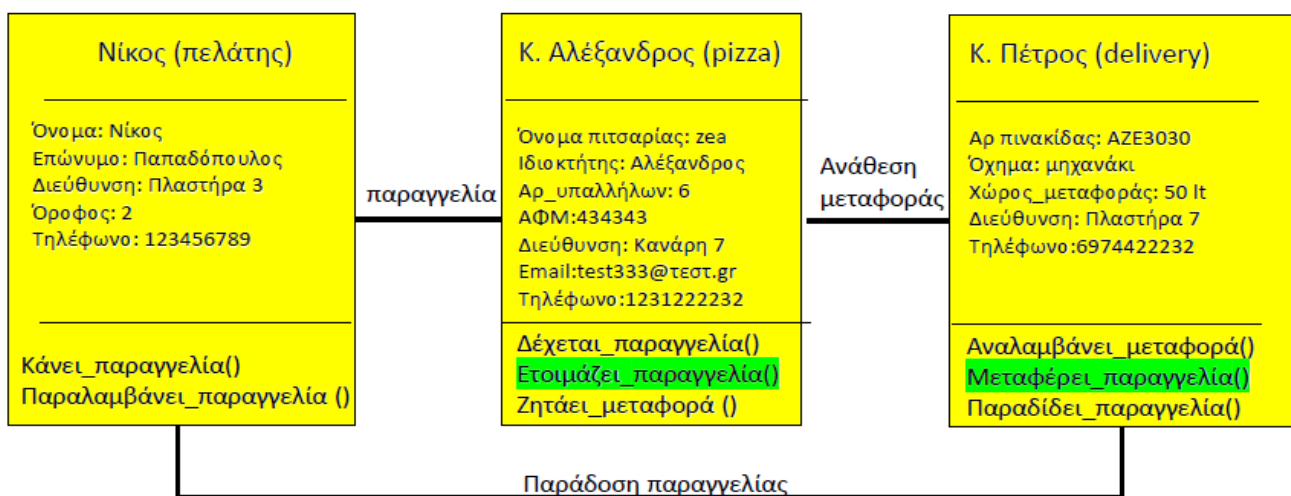 Νίκος (πελάτης)
Όνομα: Νίκος
Επώνυμο: Παπαδόπουλος
Διεύθυνση: Πλαστήρα 3
Όροφος: 2
Τηλέφωνο: 123456789
Κάνει_παραγγελία()
Παραλαμβάνει_παραγγελία ()
παραγγελία
Κ. Αλέξανδρος (pizza)
Όνομα πιτσαρίας: zea
Ιδιοκτήτης: Αλέξανδρος
Αρ_υπαλλήλων: 6
ΑΦΜ:434343
Διεύθυνση: Κανάρη 7
Email:test333@τεστ.gr
Τηλέφωνο:1231222232
Δέχεται_παραγγελία()
Ετοιμάζει_παραγγελία()
Ζητάει_μεταφορά ()
Ανάθεση
μεταφοράς
Κ. Πέτρος (delivery)
Αρ πινακίδας: AZE3030
Όχημα: μηχανάκι
Χώρος_μεταφοράς: 50 lt
Διεύθυνση: Πλαστήρα 7
Τηλέφωνο:6974422232
Αναλαμβάνει_μεταφορά()
Μεταφέρει_παραγγελία()
Παραδίδει_παραγγελία()
Παράδοση παραγγελίας